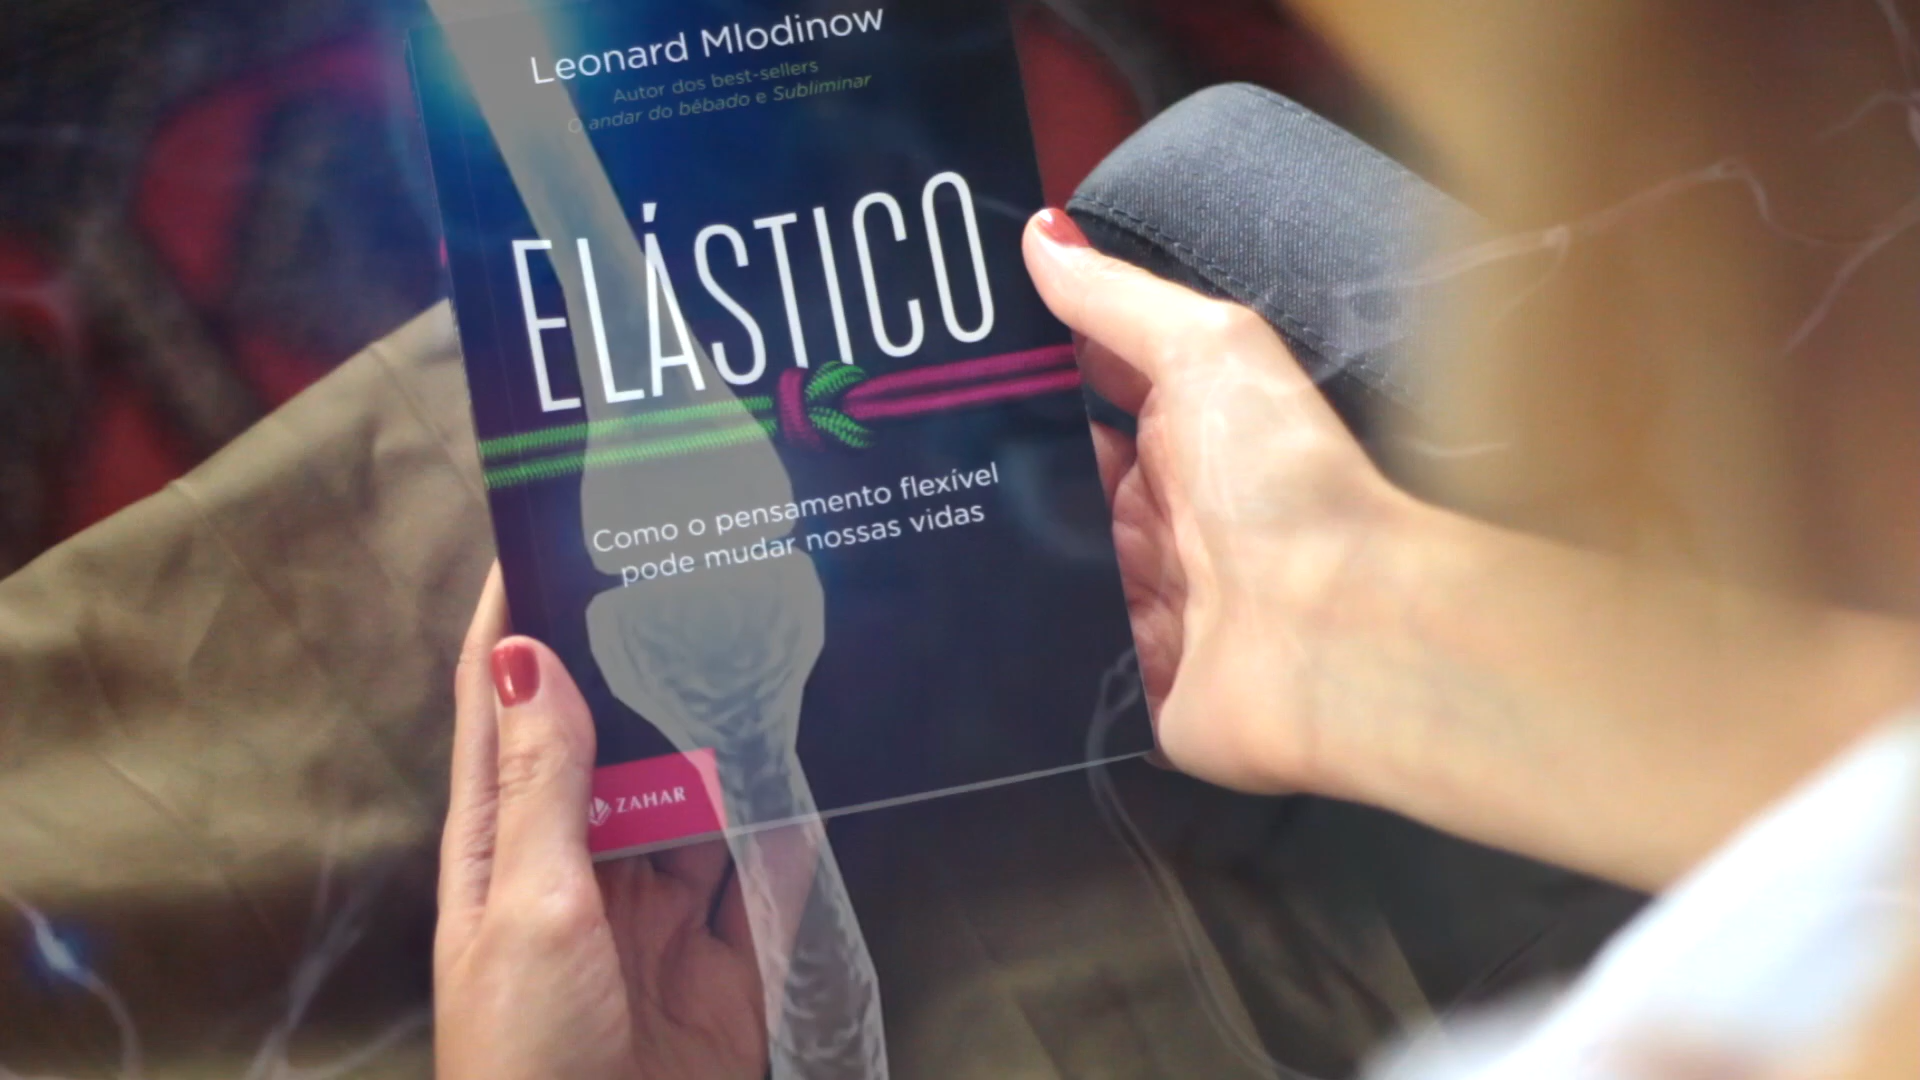 Leonard Mlodinow
Autor dos best-sellers
O andar do bêbado e Subliminar
ELÁSTICO
Como o pensamento flexível
pode mudar nossas vidas
ZAHAR